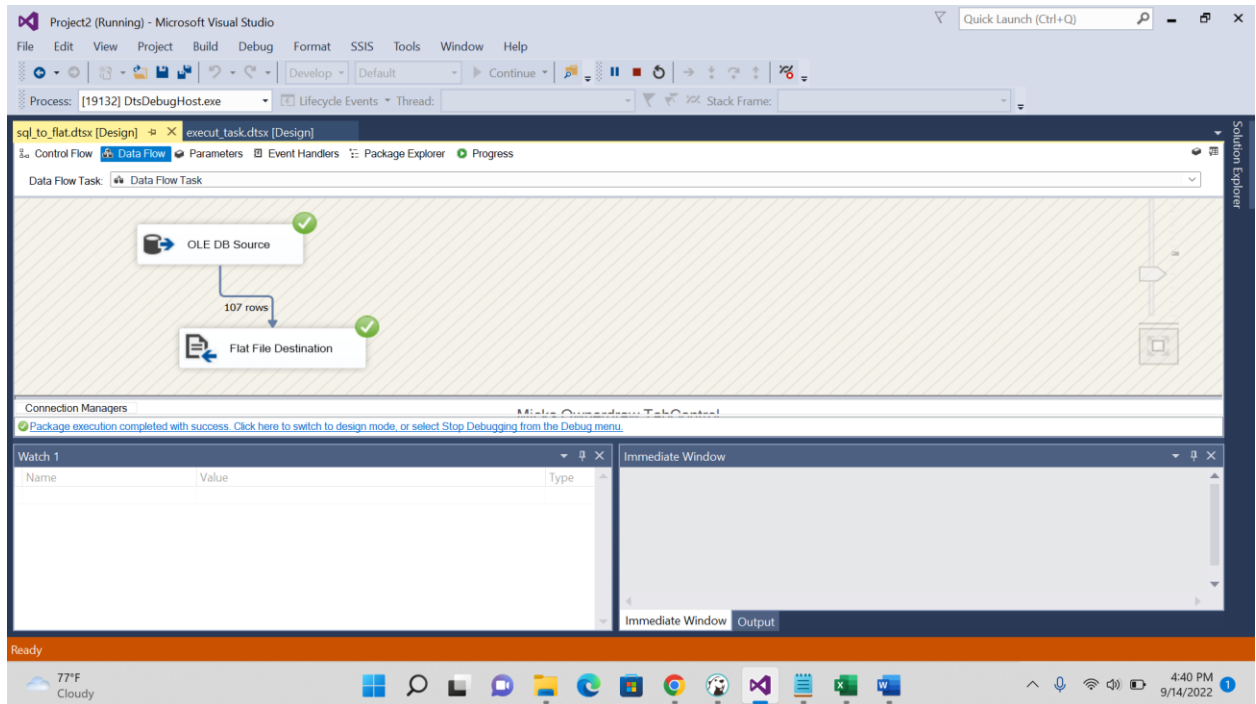 Project2 (Running) - Microsoft Visual Studio
Quick Launch (Ctrl+Q)
File Edit View Project Build Debug Format SSIS Tools Window Help
Develop Default Continue
Process: [19132] DtsDebugHost.exe Lifecycle Events Thread: Stack Frame:
sql_to_flat.dtsx [Design] execut_task.dtsx [Design]
Control Flow Data Flow Parameters Event Handlers Package Explorer Progress
Data Flow Task: Data Flow Task
Solution Explorer
OLE DB Source
107 rows
Flat File Destination
Connection Managers
Package execution completed with success. Click here to switch to design mode, or select Stop Debugging from the Debug menu.
Watch 1
Name Value Type
Immediate Window
Immediate Window Output
Ready
77°F
Cloudy
4:40 PM
9/14/2022
1